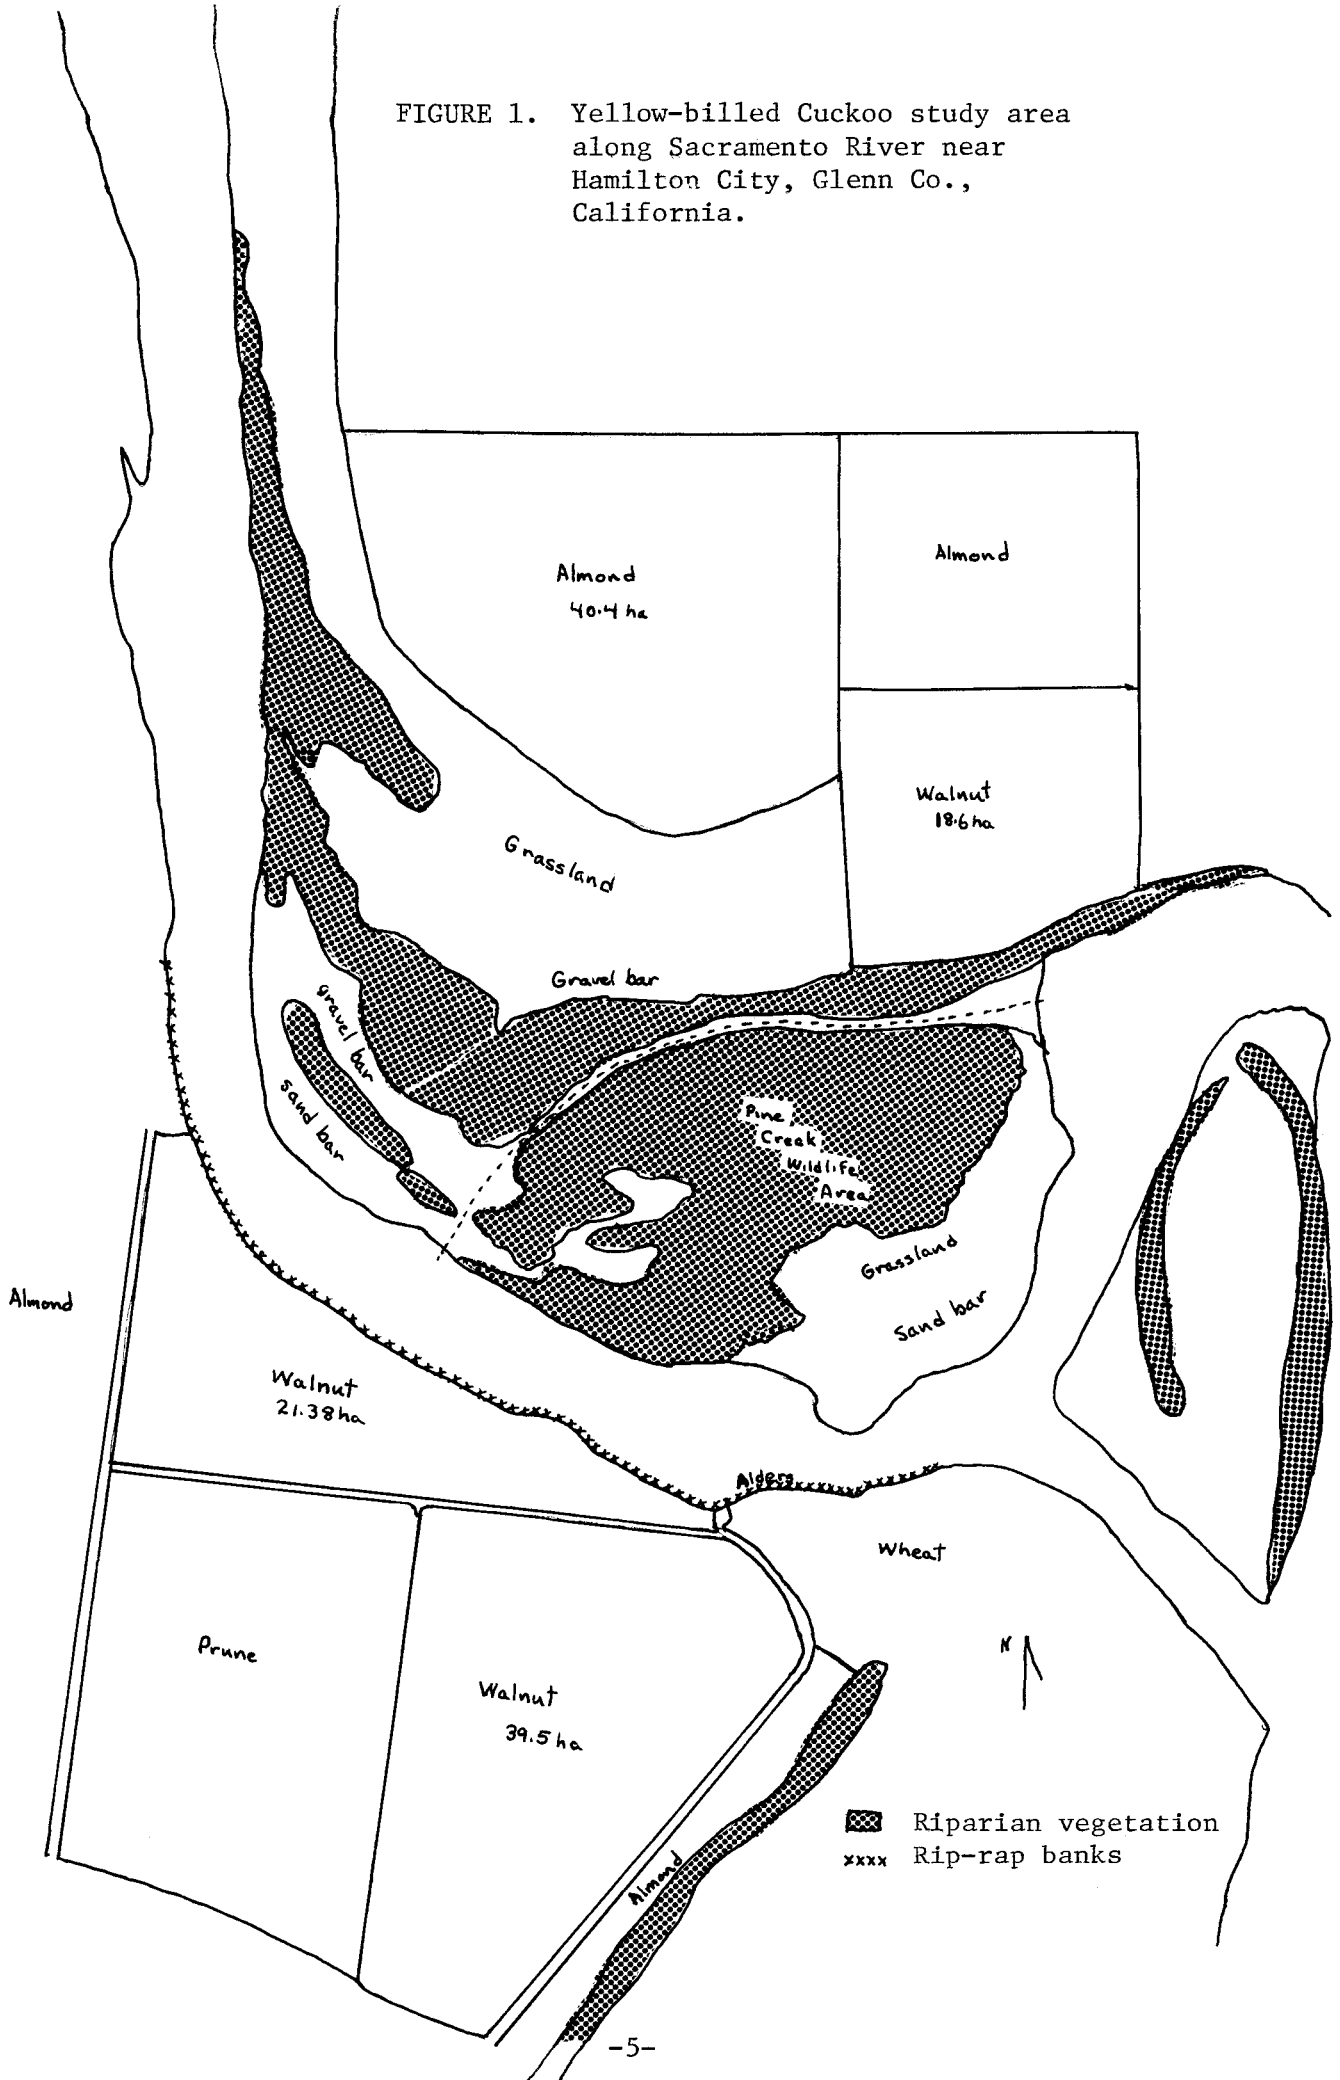 FIGURE 1. Yellow-billed Cuckoo study area
along Sacramento River near
Hamilton City, Glenn Co.,
California.
Almond
40.4 ha
Almond
Walnut
18.6 ha
Grassland
Gravel bar
gravel bar
Sand bar
Pine
Creek
Wildlife
Area
Grassland
Sand bar
Almond
Walnut
21.38 ha
Alders
Wheat
Prune
N
Walnut
39.5 ha
Riparian vegetation
xxxx Rip-rap banks
Almond
-5-